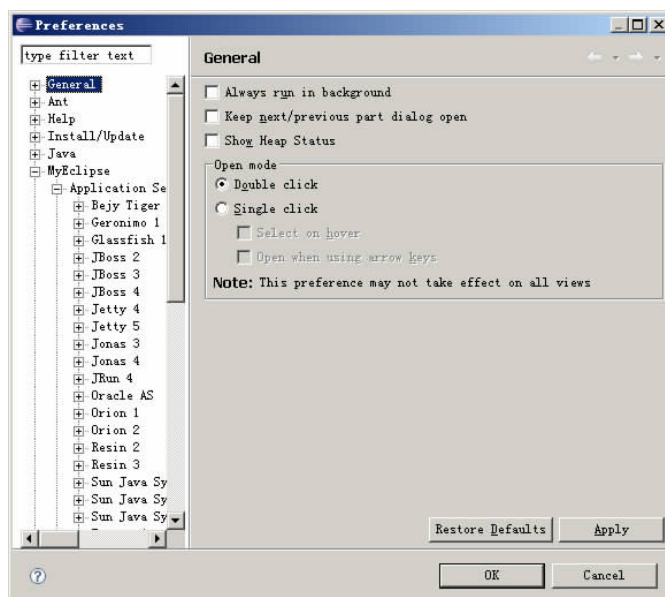 Preferences
type filter text
General
Ant
Help
Install/Update
Java
MyEclipse
Application Se
Bejy Tiger
Geronimo 1
Glassfish 1
JBoss 2
JBoss 3
JBoss 4
Jetty 4
Jetty 5
Jonas 3
Jonas 4
JRun 4
Oracle AS
Orion 1
Orion 2
Resin 2
Resin 3
Sun Java Sy
Sun Java Sy
Sun Java Sy
General
Always run in background
Keep next/previous part dialog open
Show Heap Status
Open mode
Double click
Single click
Select on hover
Open when using arrow keys
Note: This preference may not take effect on all views
Restore Defaults
Apply
OK
Cancel